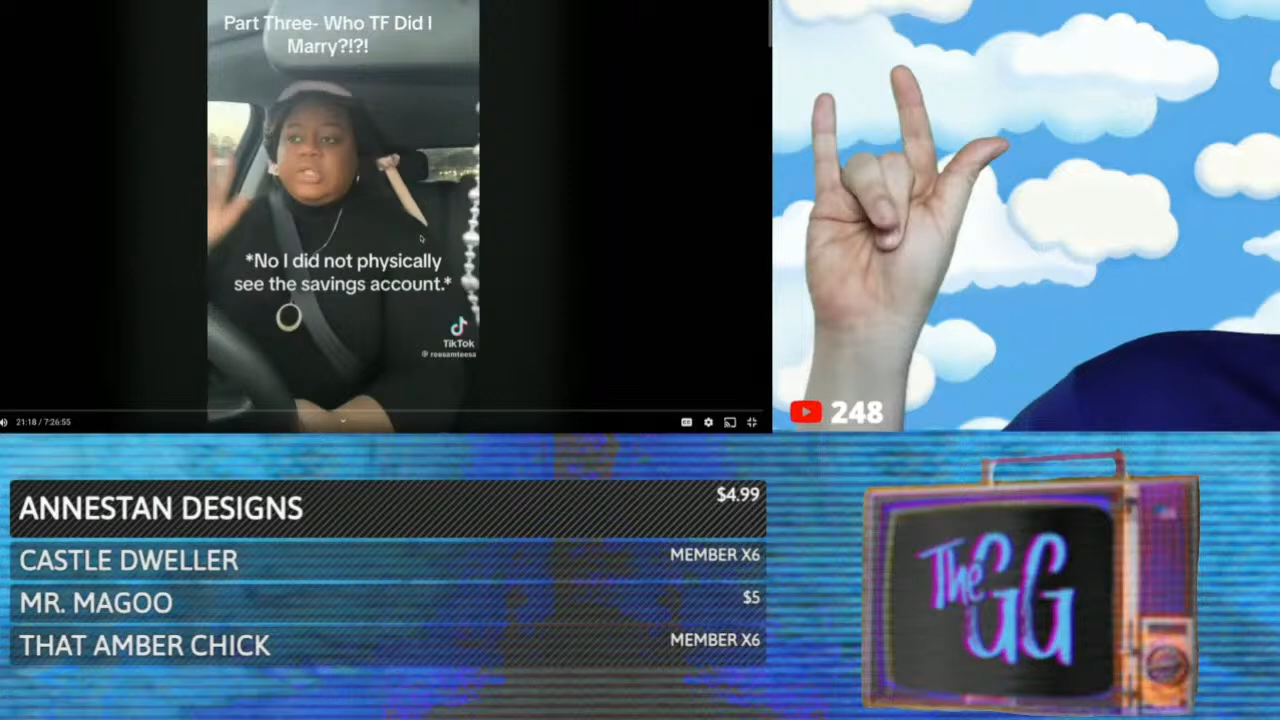 Part Three- Who TF Did I
Marry?!?!
*No I did not physically
see the savings account.*
TikTok
@ reesamteesa
21:18 / 7:26:55
248
ANNESTAN DESIGNS
$4.99
CASTLE DWELLER
MEMBER X6
MR. MAGOO
$5
THAT AMBER CHICK
MEMBER X6
The
GG